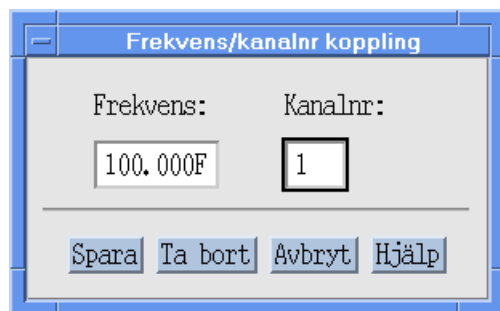 Frekvens/kanalnr koppling
Frekvens: Kanalnr:
100.000F 1
Spara Ta bort Avbryt Hjälp